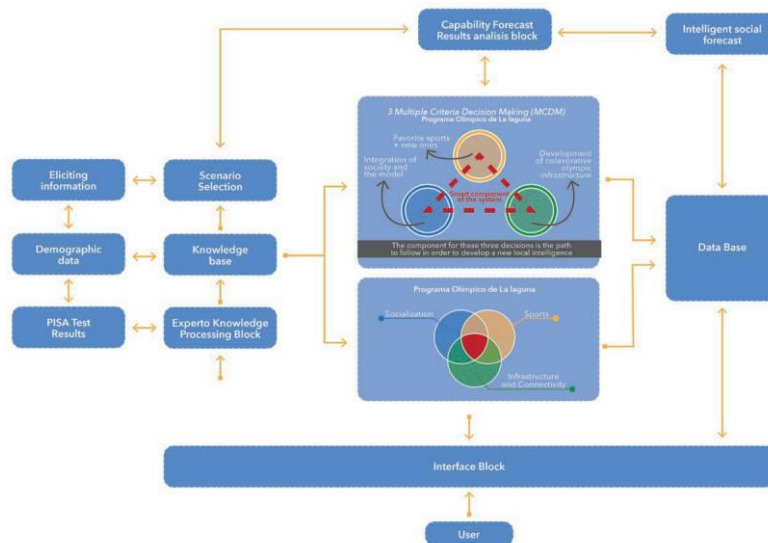 Capability Forecast
Results analisis block
Intelligent social
forecast
3 Multiple Criteria Decision Making (MCDM)
Programa Olímpico de La laguna
Favorite sports
+ new ones
Integration of
society and
the model
Development
of colavorative
olympic
infrastructure
Smart component
of the system
The component for these three decisions is the path
to follow in order to develop a new local intelligence
Eliciting
information
Scenario
Selection
Demographic
data
Knowledge
base
Data Base
PISA Test
Results
Experto Knowledge
Processing Block
Programa Olímpico de La laguna
Socialization
Sports
Infrastructure
and Connectivity
Interface Block
User